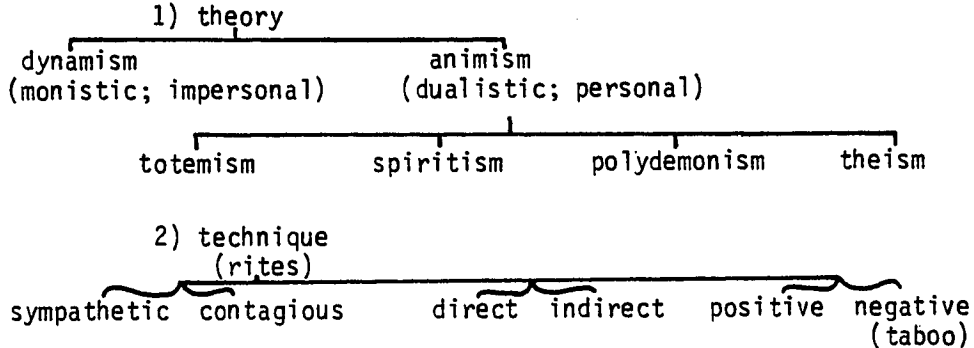 1) theory
dynamism animism
(monistic; impersonal) (dualistic; personal)
totemism spiritism polydemonism theism
2) technique
(rites)
sympathetic contagious direct indirect positive negative
(taboo)